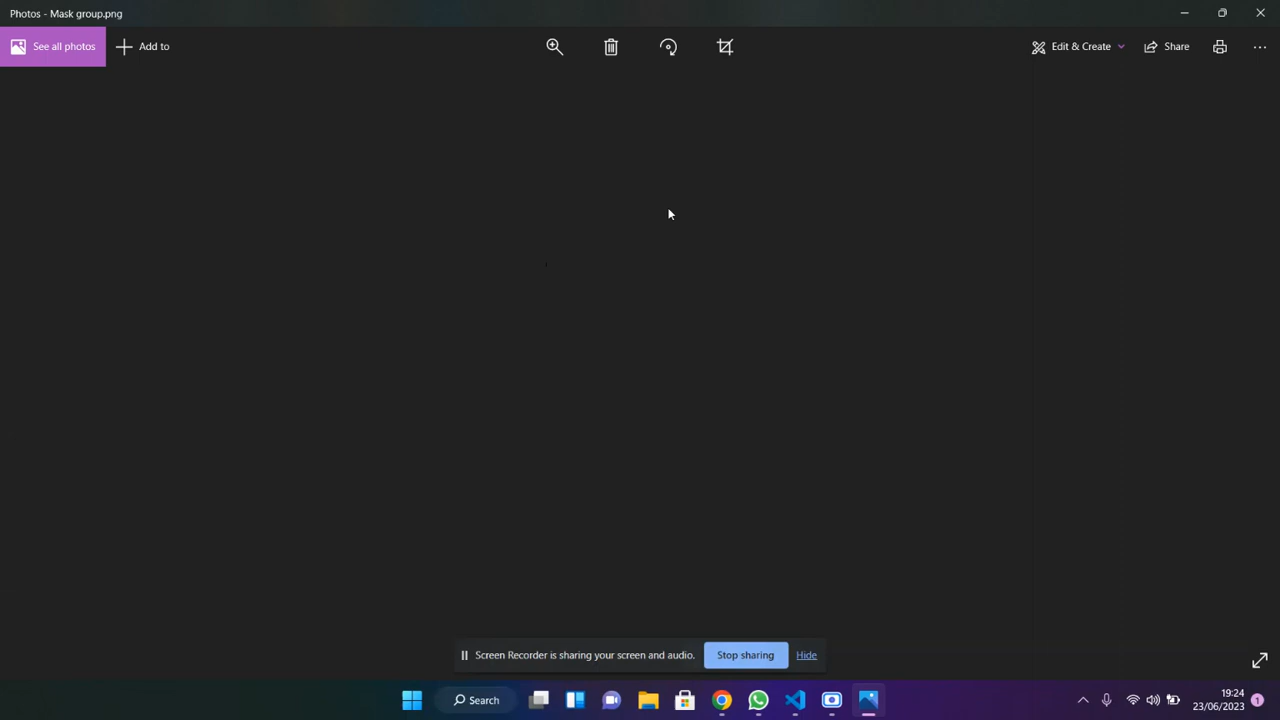 Photos - Mask group.png
See all photos
Add to
Edit & Create
Share
Screen Recorder is sharing your screen and audio.
Stop sharing
Hide
Search
19:24
23/06/2023
1